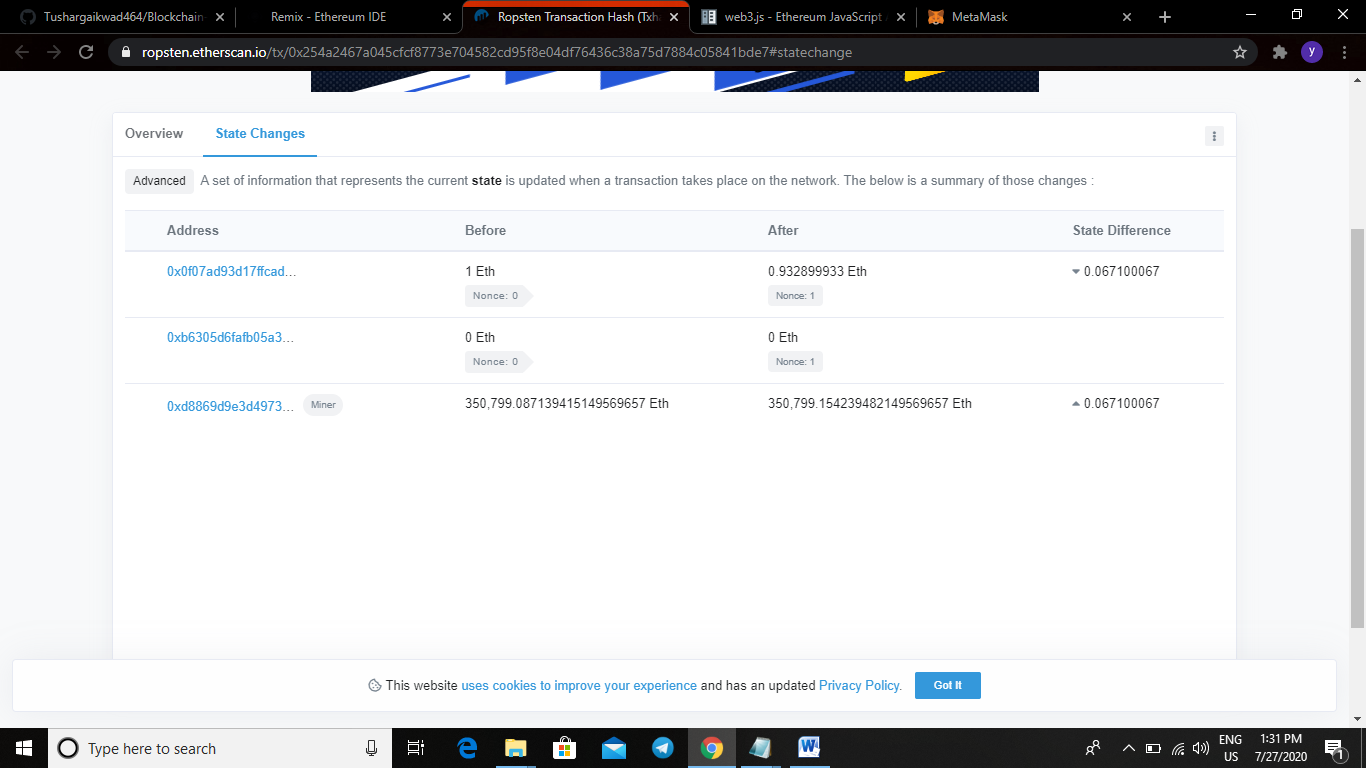 Tushargaikwad464/Blockchain
Remix - Ethereum IDE
Ropsten Transaction Hash (Txha
web3.js - Ethereum JavaScript A
MetaMask
ropsten.etherscan.io/tx/0x254a2467a045cfcf8773e704582cd95f8e04df76436c38a75d7884c05841bde7#statechange
y
Overview
State Changes
Advanced A set of information that represents the current state is updated when a transaction takes place on the network. The below is a summary of those changes :
Address Before After State Difference
0x0f07ad93d17ffcad... 1 Eth 0.932899933 Eth 0.067100067
Nonce: 0 Nonce: 1
0xb6305d6fafb05a3... 0 Eth 0 Eth
Nonce: 0 Nonce: 1
0xd8869d9e3d4973... Miner 350,799.087139415149569657 Eth 350,799.154239482149569657 Eth 0.067100067
This website uses cookies to improve your experience and has an updated Privacy Policy. Got It
Type here to search
ENG
US
1:31 PM
7/27/2020
1